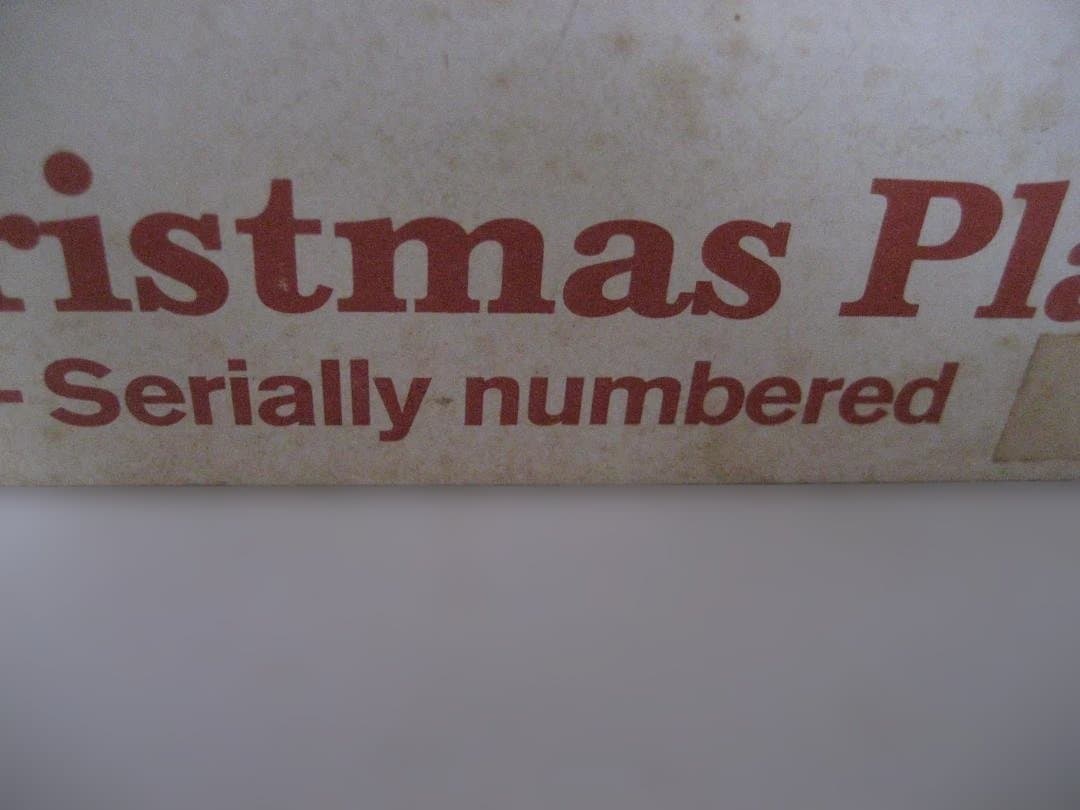 ristmas Pla
- Serially numbered